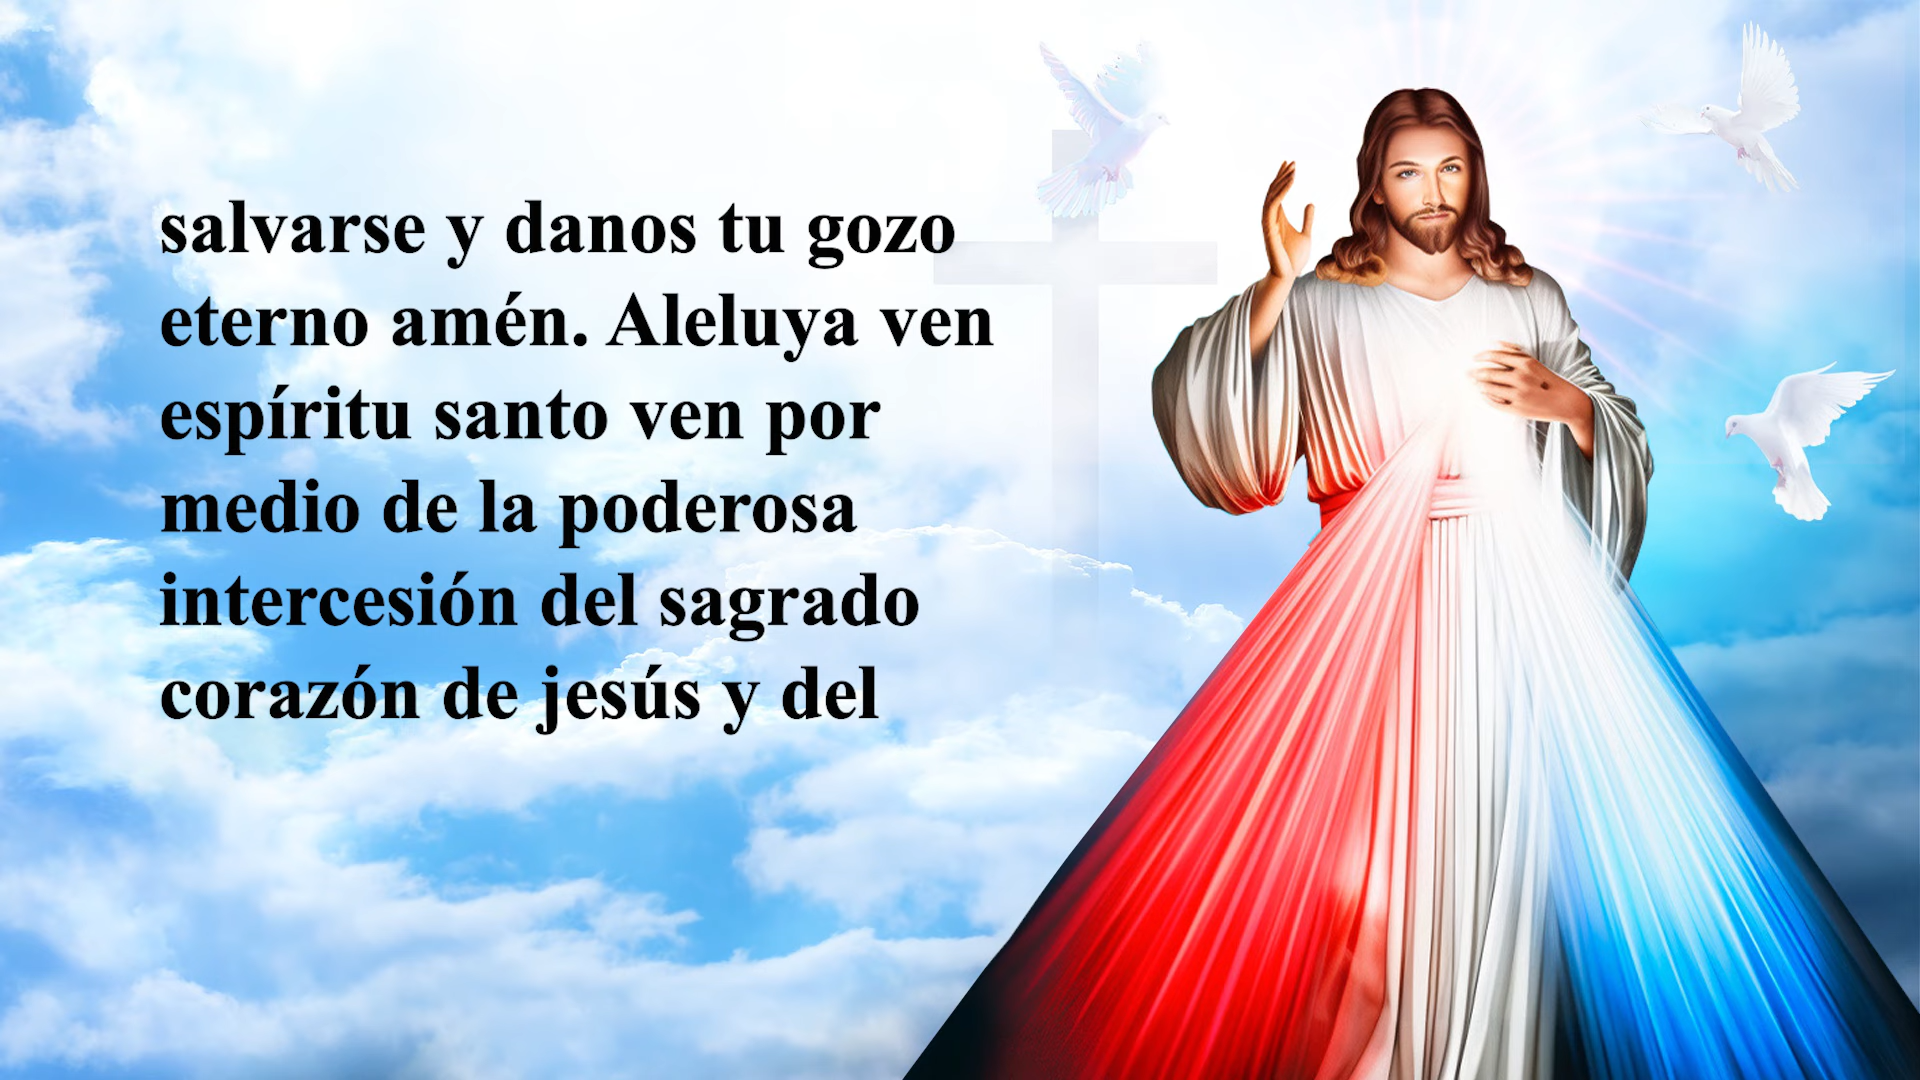 salvarse y danos tu gozo
eterno amén. Aleluya ven
espíritu santo ven por
medio de la poderosa
intercesión del sagrado
corazón de jesús y del